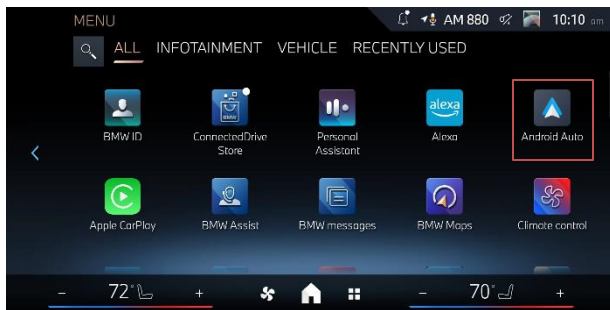 MENU
AM 880
10:10 am
ALL INFOTAINMENT VEHICLE RECENTLY USED
BMW
alexa
BMW ID
ConnectedDrive
Store
Personal
Assistant
Alexa
Android Auto
Apple CarPlay
BMW Assist
BMW messages
BMW Maps
Climate control
- 72° +
- 70° +